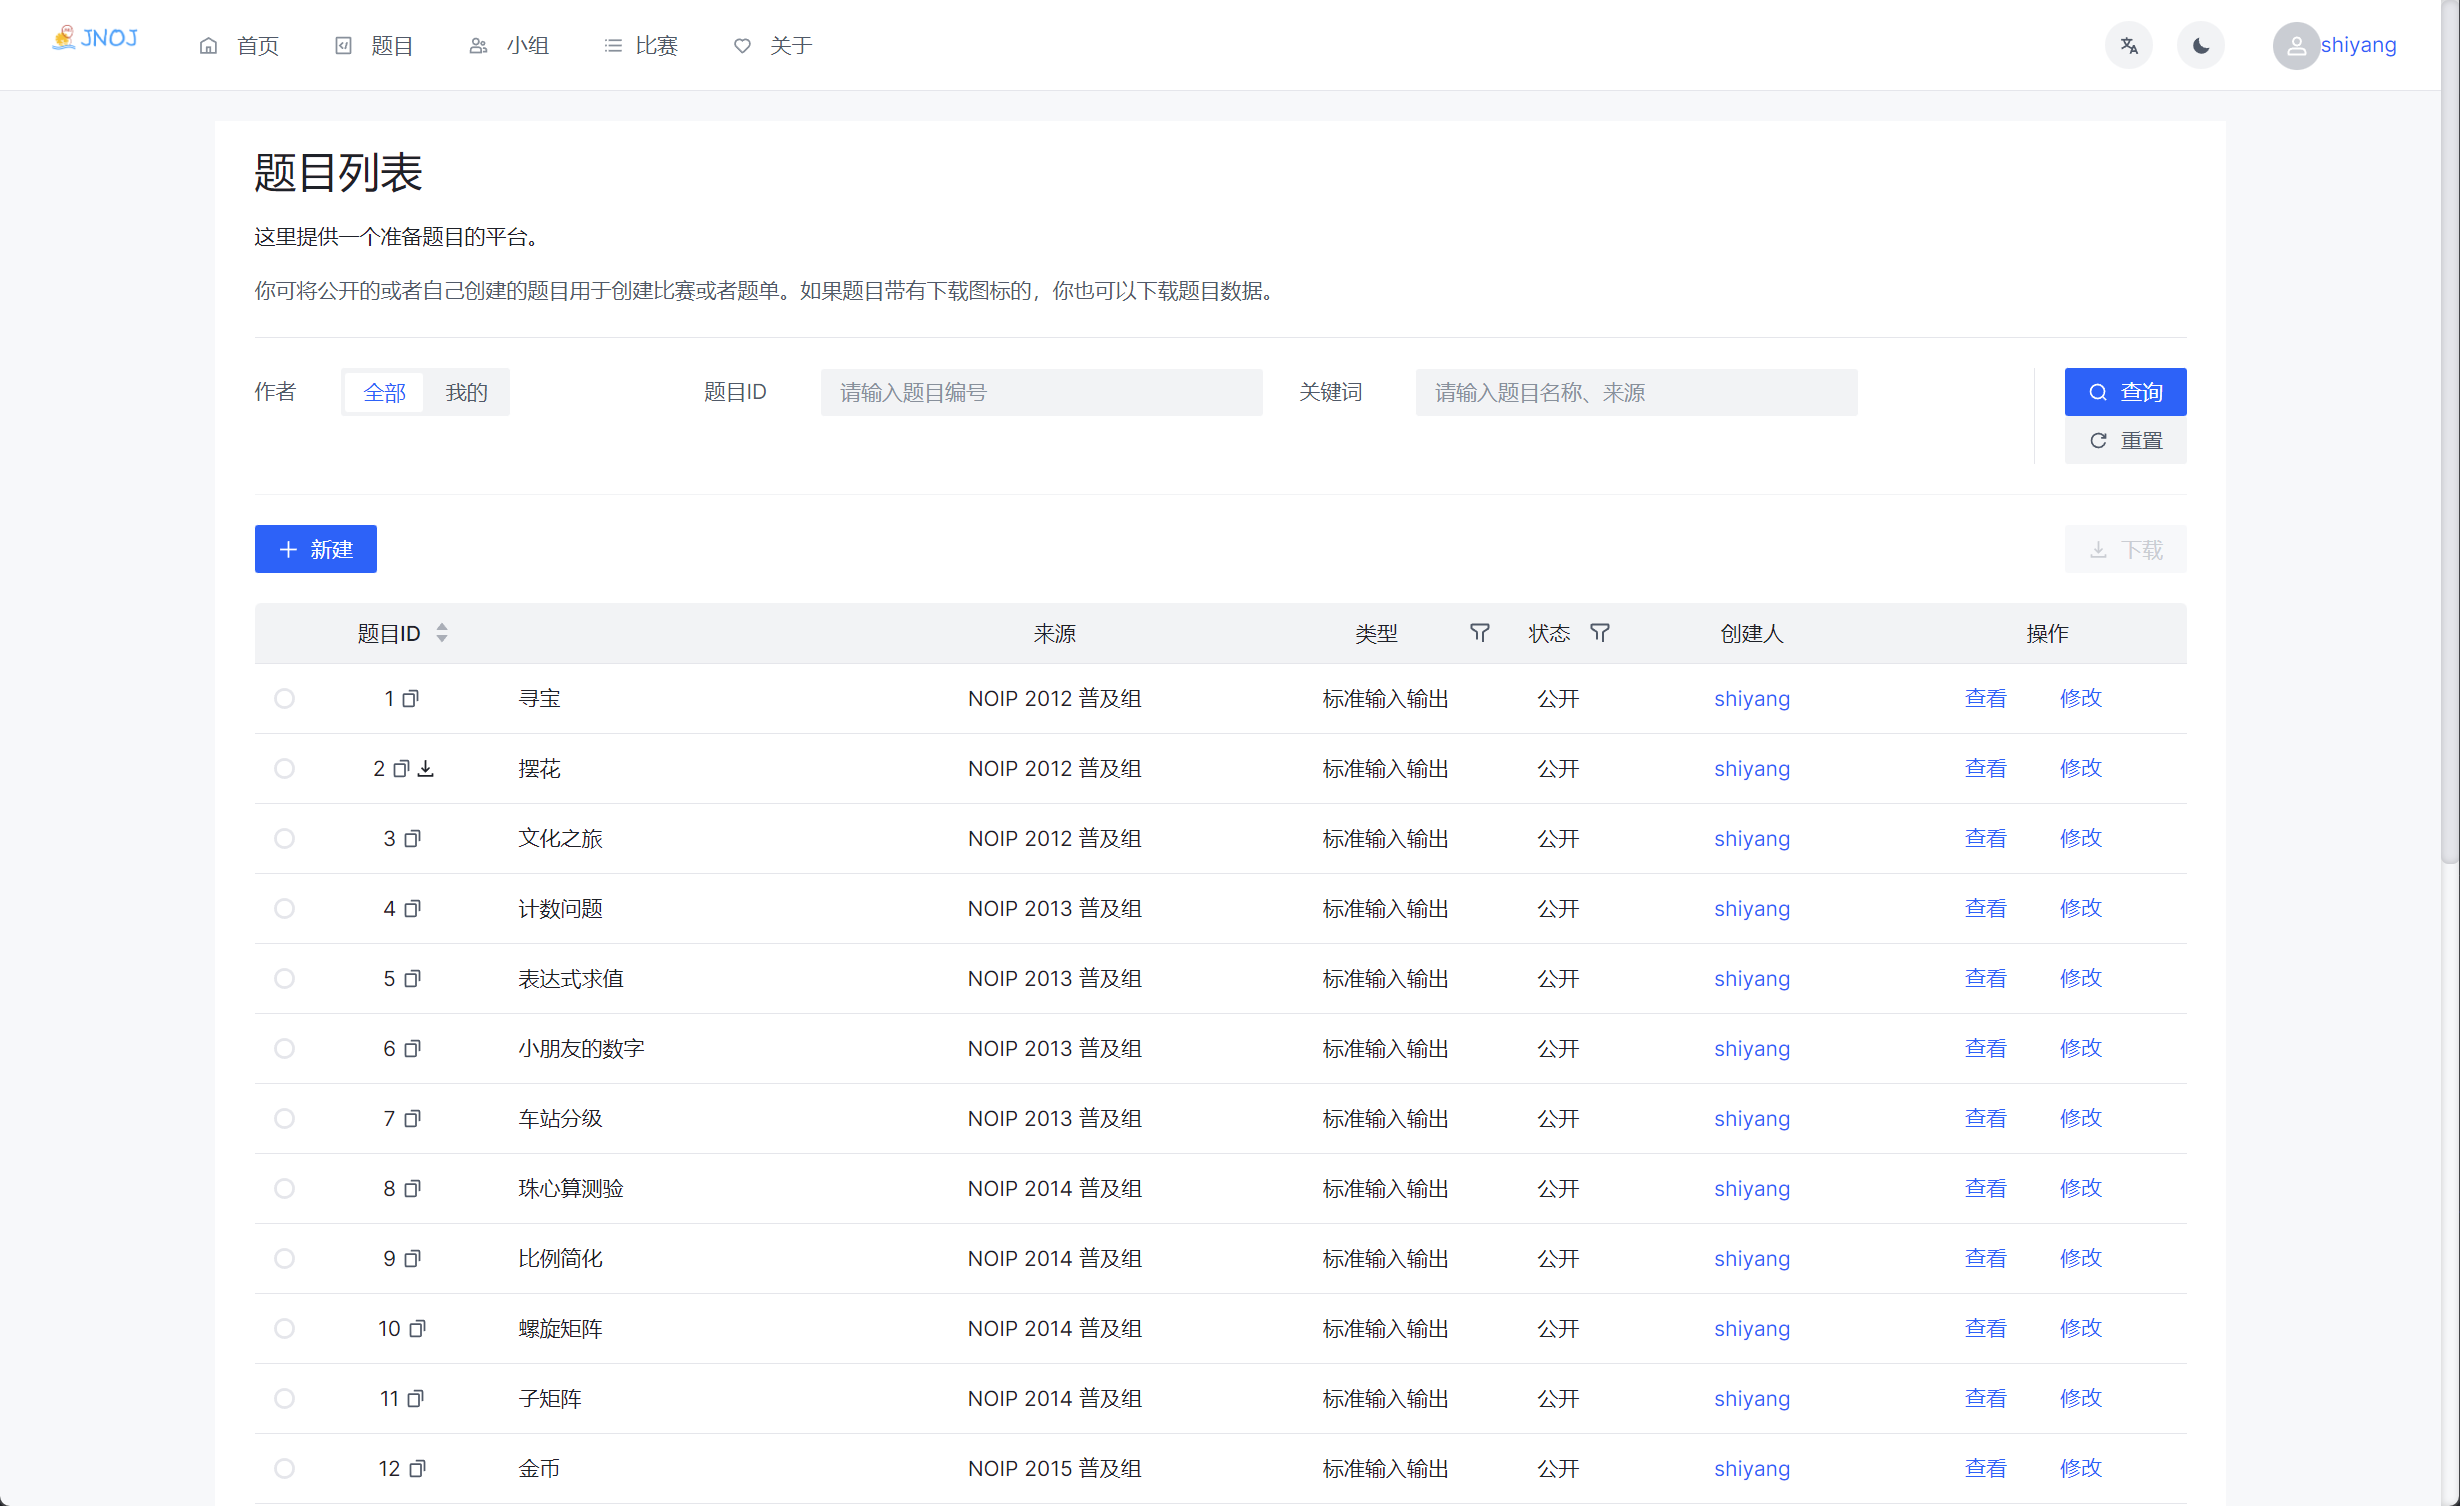 JNOJ 首页 题目 小组 比赛 关于 shiyang
题目列表
这里提供一个准备题目的平台。
你可将公开的或者自己创建的题目用于创建比赛或者题单。如果题目带有下载图标的，你也可以下载题目数据。
作者 全部 我的 题目ID 请输入题目编号 关键词 请输入题目名称、来源 查询
重置
新建 下载
题目ID 来源 类型 状态 创建人 操作
1 寻宝 NOIP 2012 普及组 标准输入输出 公开 shiyang 查看 修改
2 摆花 NOIP 2012 普及组 标准输入输出 公开 shiyang 查看 修改
3 文化之旅 NOIP 2012 普及组 标准输入输出 公开 shiyang 查看 修改
4 计数问题 NOIP 2013 普及组 标准输入输出 公开 shiyang 查看 修改
5 表达式求值 NOIP 2013 普及组 标准输入输出 公开 shiyang 查看 修改
6 小朋友的数字 NOIP 2013 普及组 标准输入输出 公开 shiyang 查看 修改
7 车站分级 NOIP 2013 普及组 标准输入输出 公开 shiyang 查看 修改
8 珠心算测验 NOIP 2014 普及组 标准输入输出 公开 shiyang 查看 修改
9 比例简化 NOIP 2014 普及组 标准输入输出 公开 shiyang 查看 修改
10 螺旋矩阵 NOIP 2014 普及组 标准输入输出 公开 shiyang 查看 修改
11 子矩阵 NOIP 2014 普及组 标准输入输出 公开 shiyang 查看 修改
12 金币 NOIP 2015 普及组 标准输入输出 公开 shiyang 查看 修改